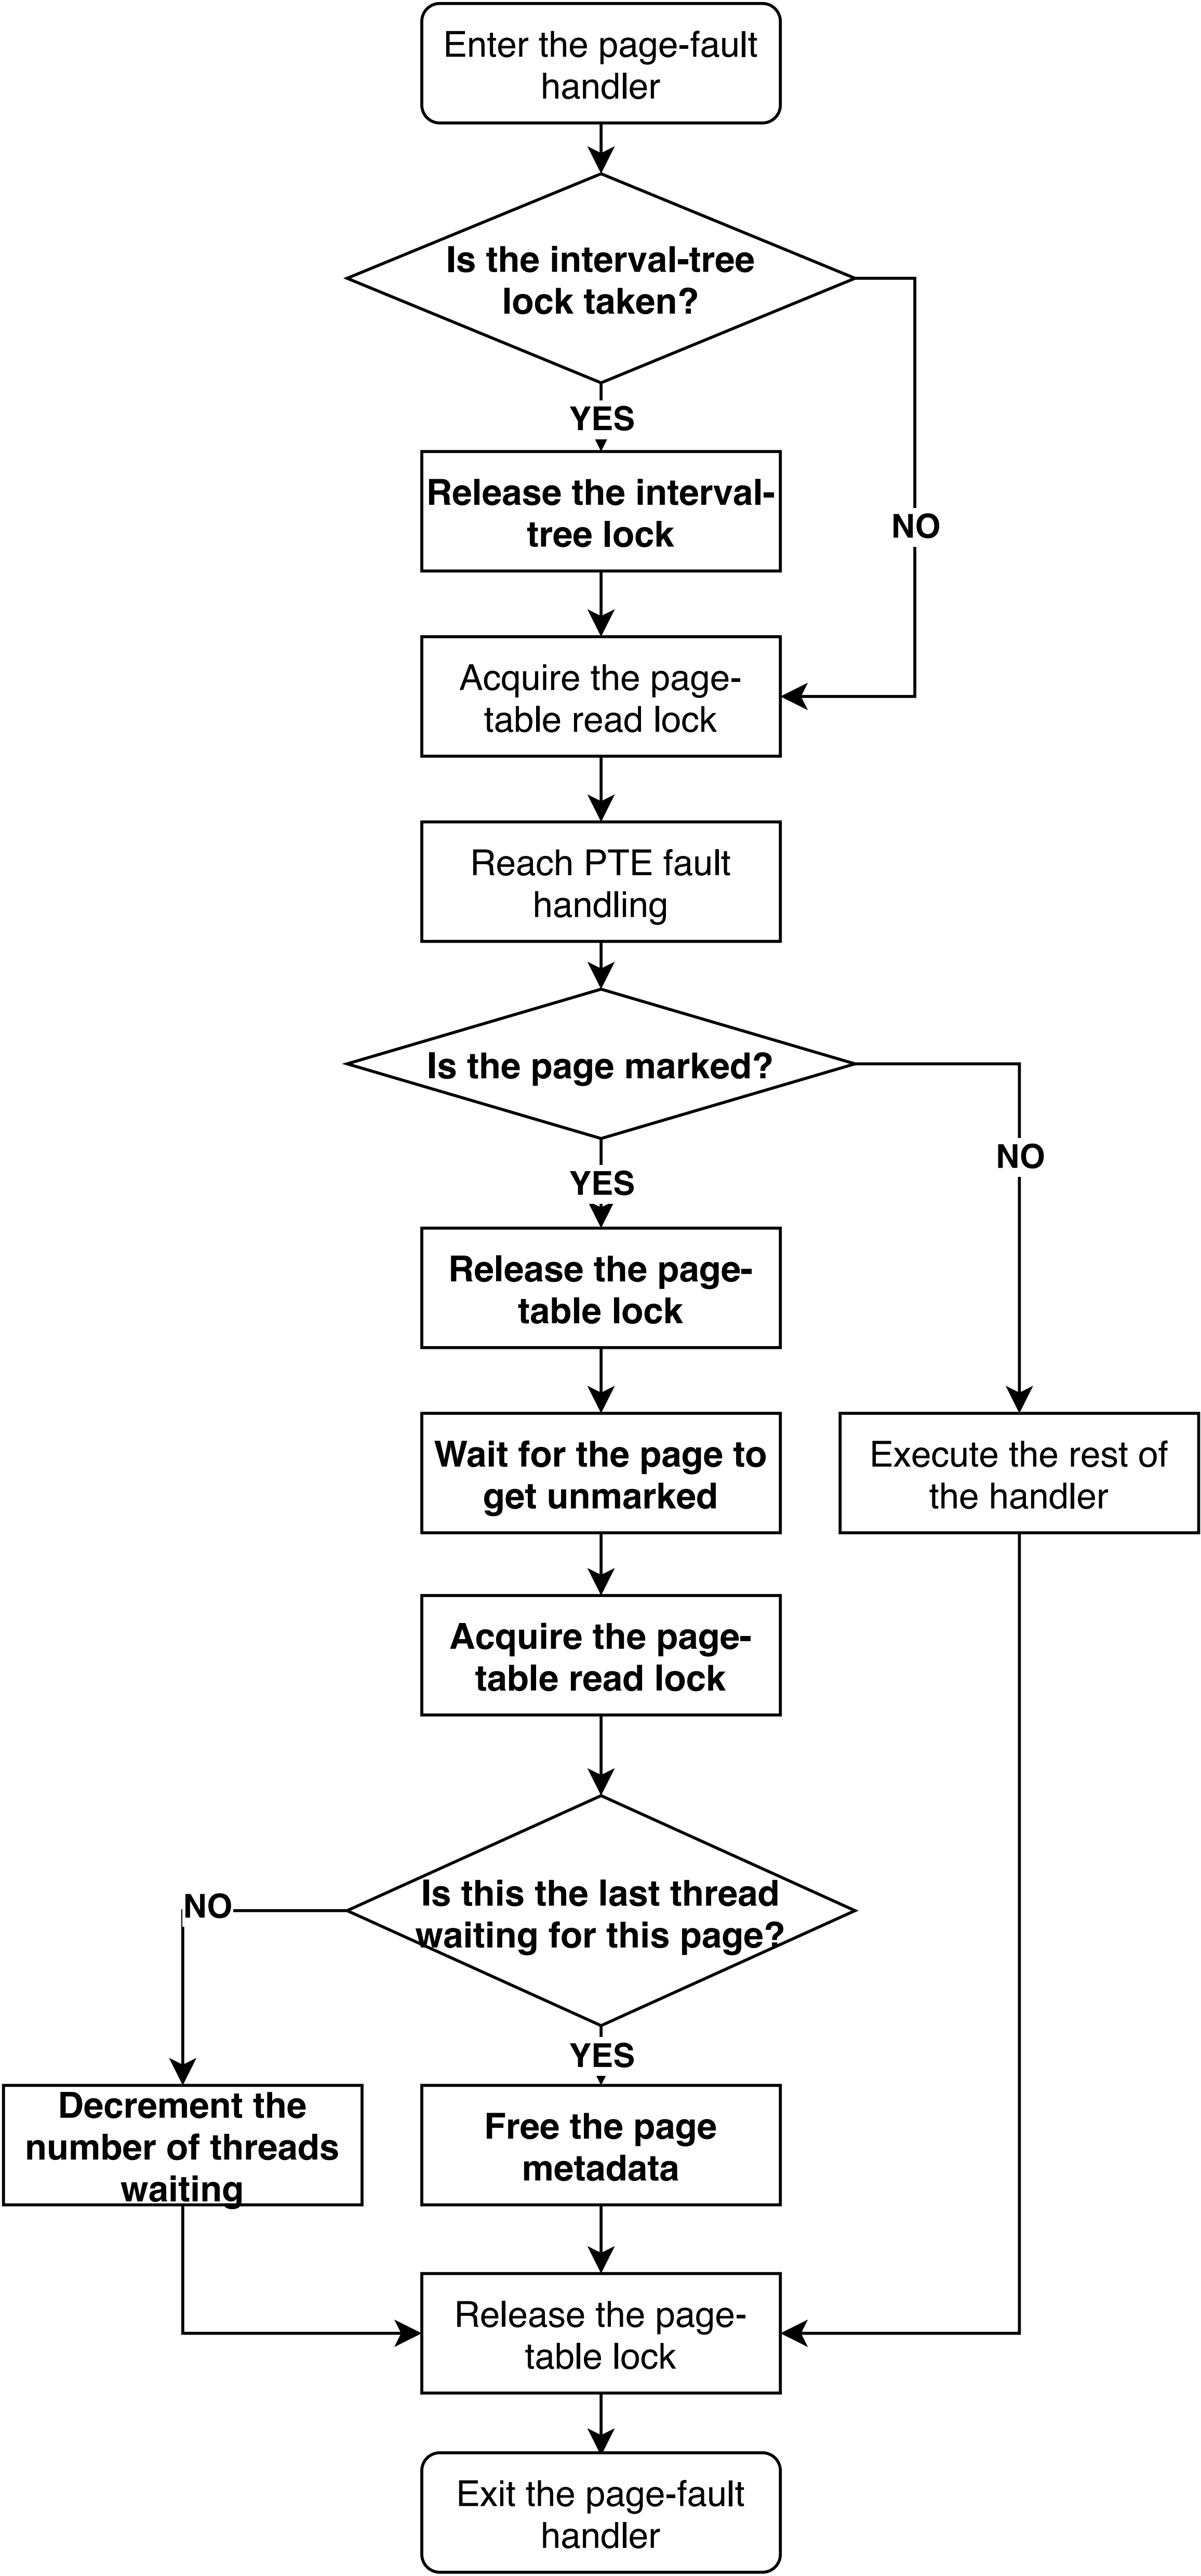 Enter the page-fault
handler
Is the interval-tree
lock taken?
YES
Release the interval-
tree lock
NO
Acquire the page-
table read lock
Reach PTE fault
handling
Is the page marked?
NO
YES
Release the page-
table lock
Wait for the page to
get unmarked
Execute the rest of
the handler
Acquire the page-
table read lock
Is this the last thread
waiting for this page?
NO
YES
Decrement the
number of threads
waiting
Free the page
metadata
Release the page-
table lock
Exit the page-fault
handler